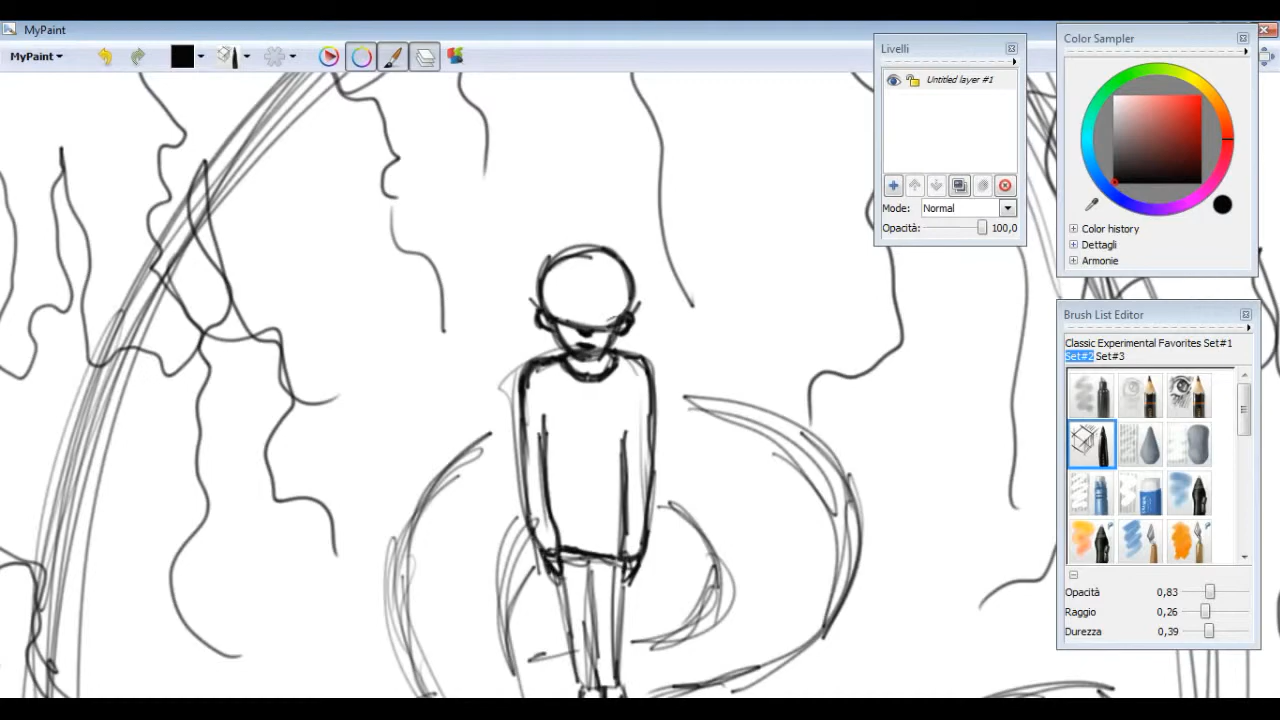 MyPaint
MyPaint
Livelli
Untitled layer #1
Mode: Normal
Opacità: 100,0
Color Sampler
Color history
Dettagli
Armonie
Brush List Editor
Classic Experimental Favorites Set#1
Set#2 Set#3
Opacità 0,83
Raggio 0,26
Durezza 0,39